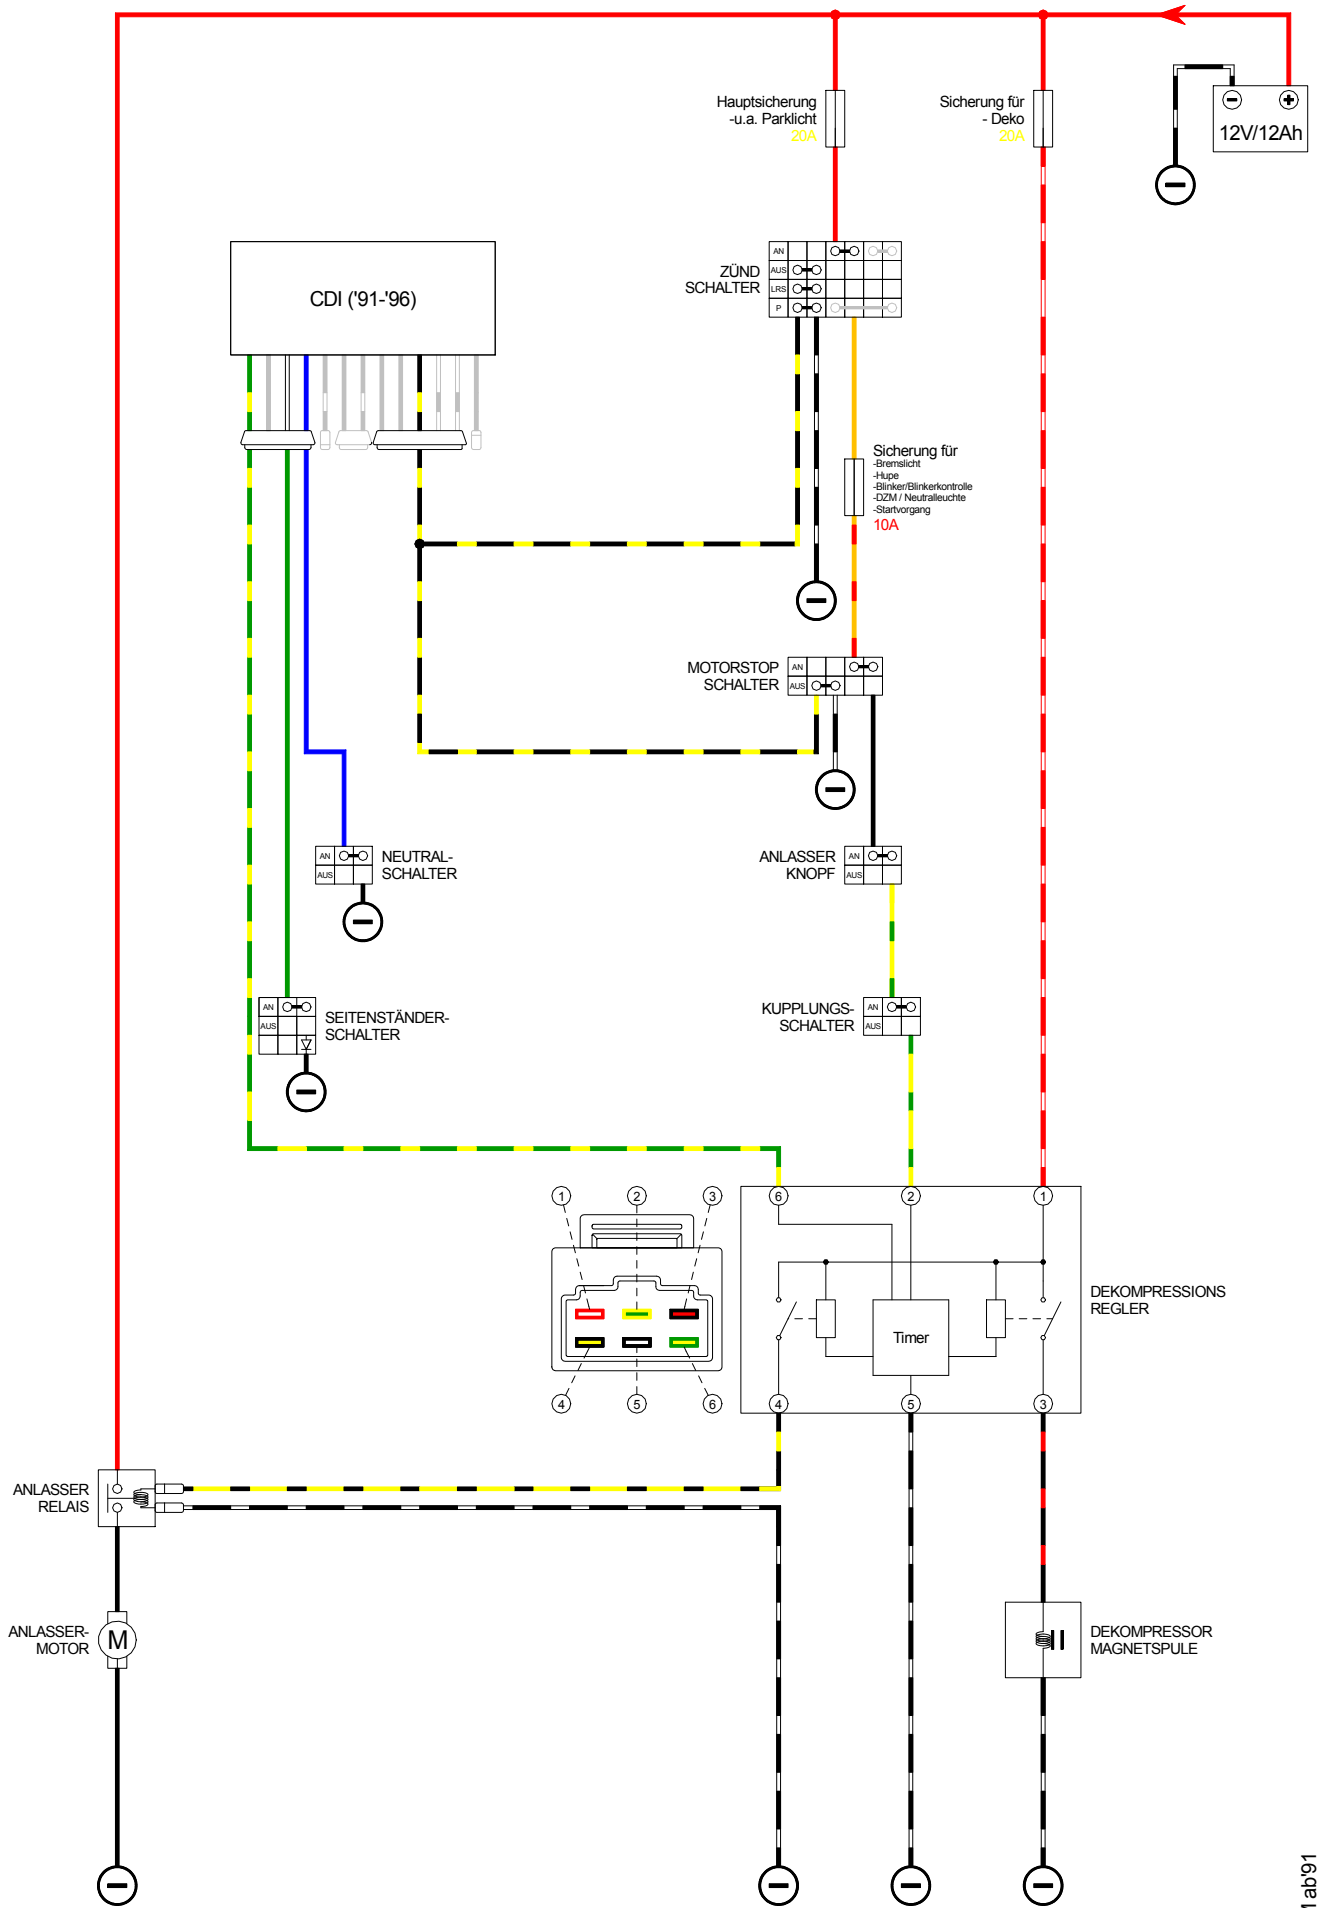 Hauptsicherung
-u.a. Parklicht
20A
Sicherung für
- Deko
20A
12V/12Ah
CDI ('91-'96)
ZÜND
SCHALTER
AN
AUS
LRS
P
Sicherung für
-Bremslicht
-Hupe
-Blinker/Blinkerkontrolle
-DZM / Neutralleuchte
-Startvorgang
10A
MOTORSTOP
SCHALTER
AN
AUS
AN
AUS
NEUTRAL-
SCHALTER
ANLASSER
KNOPF
AN
AUS
AN
AUS
SEITENSTÄNDER-
SCHALTER
KUPPLUNGS-
SCHALTER
AN
AUS
1
2
3
6
2
1
DEKOMPRESSIONS
REGLER
Timer
4
5
6
4
5
3
ANLASSER
RELAIS
ANLASSER-
MOTOR
M
DEKOMPRESSOR
MAGNETSPULE
ab'91